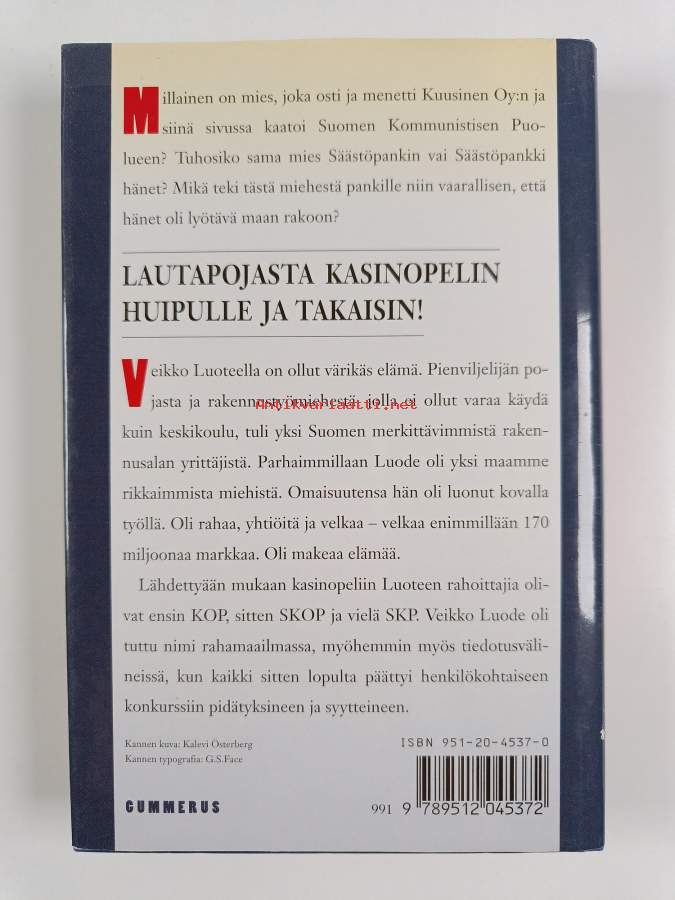 Millainen on mies, joka osti ja menetti Kuusinen Oy:n ja
siinä sivussa kaatoi Suomen Kommunistisen Puo-
lueen? Tuhosiko sama mies Säästöpankin vai Säästöpankki
hänet? Mikä teki tästä miehestä pankille niin vaarallisen, että
hänet oli lyötävä maan rakoon?
LAUTAPOJASTA KASINOPELIN
HUIPULLE JA TAKAISIN!
Veikko Luoteella on ollut värikäs elämä. Pienviljelijän po-
jasta ja rakennustyömiehestä, jolla ei ollut varaa käydä
Antikvariaatti.net
kuin keskikoulu, tuli yksi Suomen merkittävimmistä raken-
nusalan yrittäjistä. Parhaimmillaan Luode oli yksi maamme
rikkaimmista miehistä. Omaisuutensa hän oli luonut kovalla
työllä. Oli rahaa, yhtiöitä ja velkaa – velkaa enimmillään 170
miljoonaa markkaa. Oli makeaa elämää.
Lähdettyään mukaan kasinopeliin Luoteen rahoittajia oli-
vat ensin KOP, sitten SKOP ja vielä SKP. Veikko Luode oli
tuttu nimi rahamaailmassa, myöhemmin myös tiedotusväli-
neissä, kun kaikki sitten lopulta päättyi henkilökohtaiseen
konkurssiin pidätyksineen ja syytteineen.
Kannen kuva: Kalevi Österberg
Kannen typografia: G.S.Face
GUMMERUS
ISBN 951-20-4537-0
991 9 789512 045372